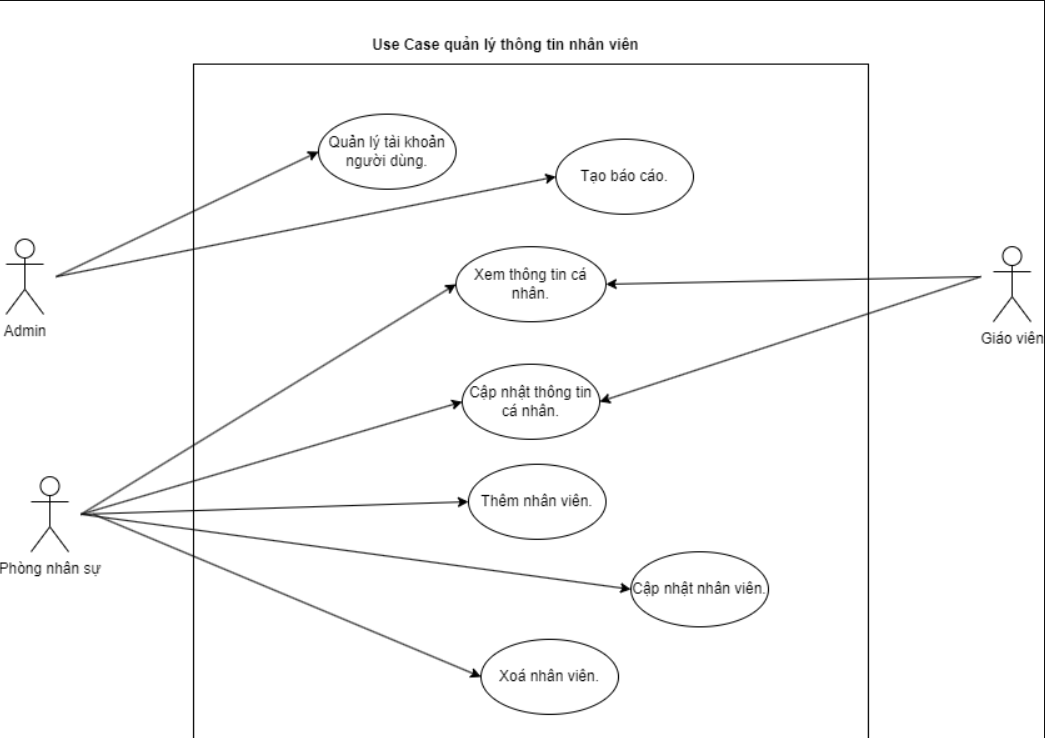 Use Case quản lý thông tin nhân viên
Quản lý tài khoản
người dùng.
Tạo báo cáo.
Xem thông tin cá
nhân.
Admin
Giáo viên
Cập nhật thông tin
cá nhân.
Thêm nhân viên.
Phòng nhân sự
Cập nhật nhân viên.
Xoá nhân viên.